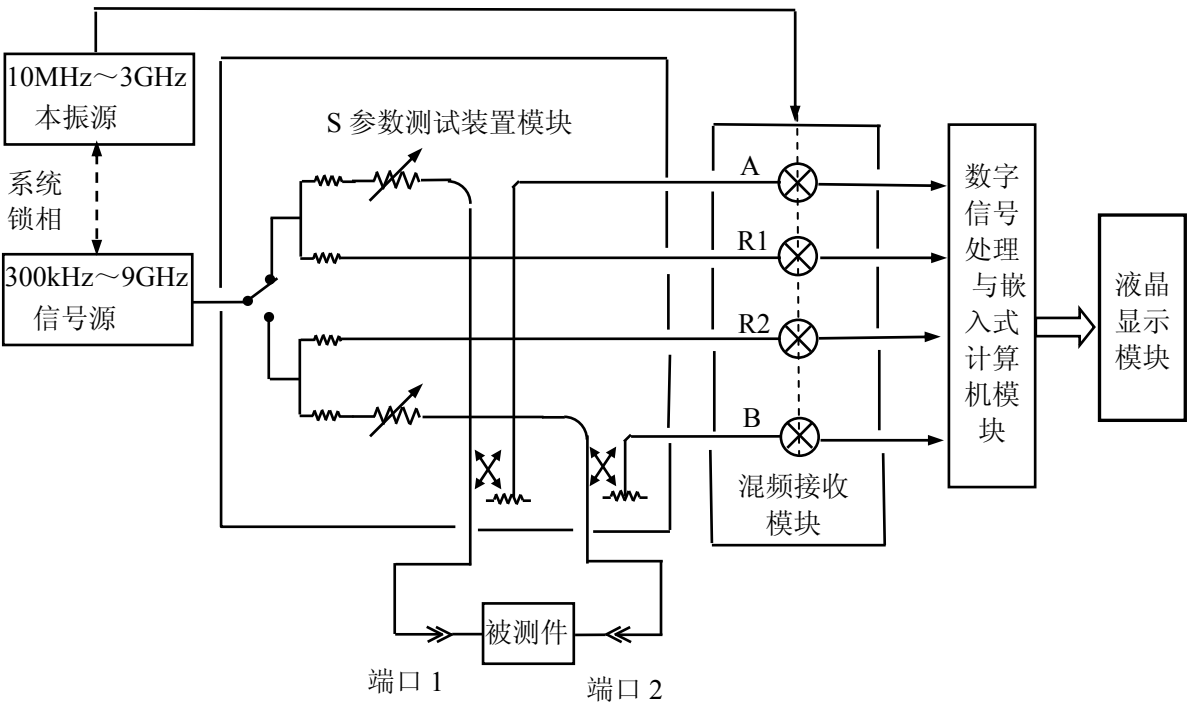 10MHz～3GHz
本振源
系统
锁相
300kHz～9GHz
信号源
S 参数测试装置模块
A
R1
R2
B
混频接收
模块
数字
信号
处理
与嵌
入式
计算
机模
块
液晶
显示
模块
被测件
端口 1
端口 2